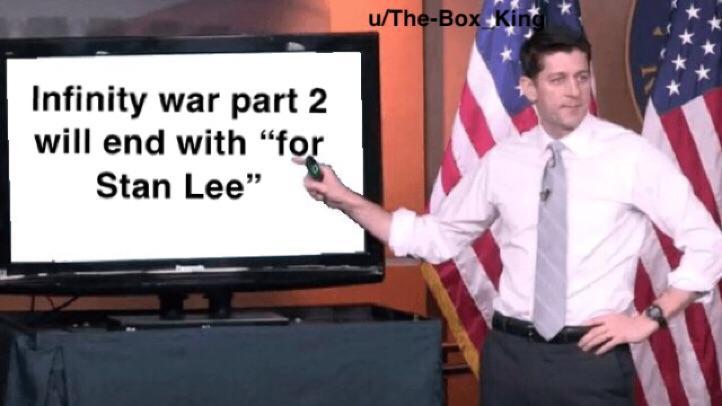 u/The-Box_King
Infinity war part 2
will end with “for
Stan Lee”